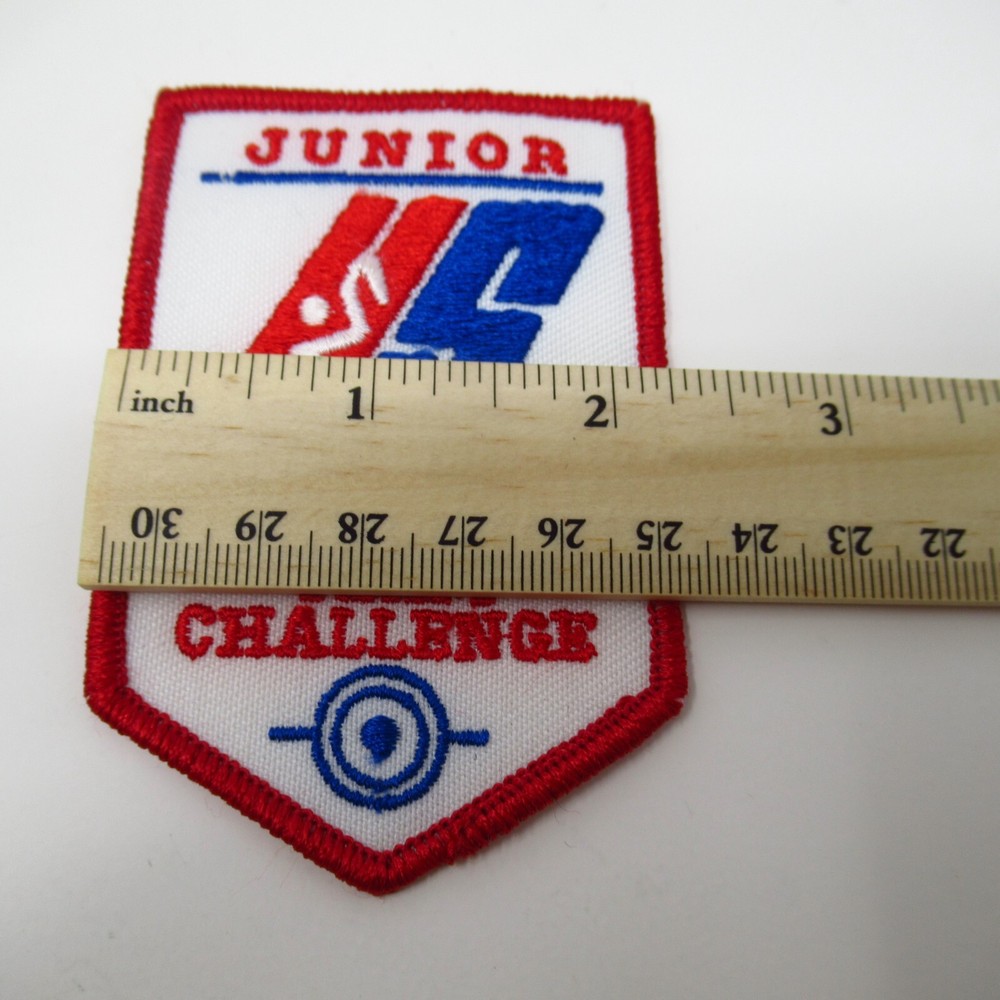 JUNIOR
inch 1 2 3
30 29 28 27 26 25 24 23 22
CHALLENGE